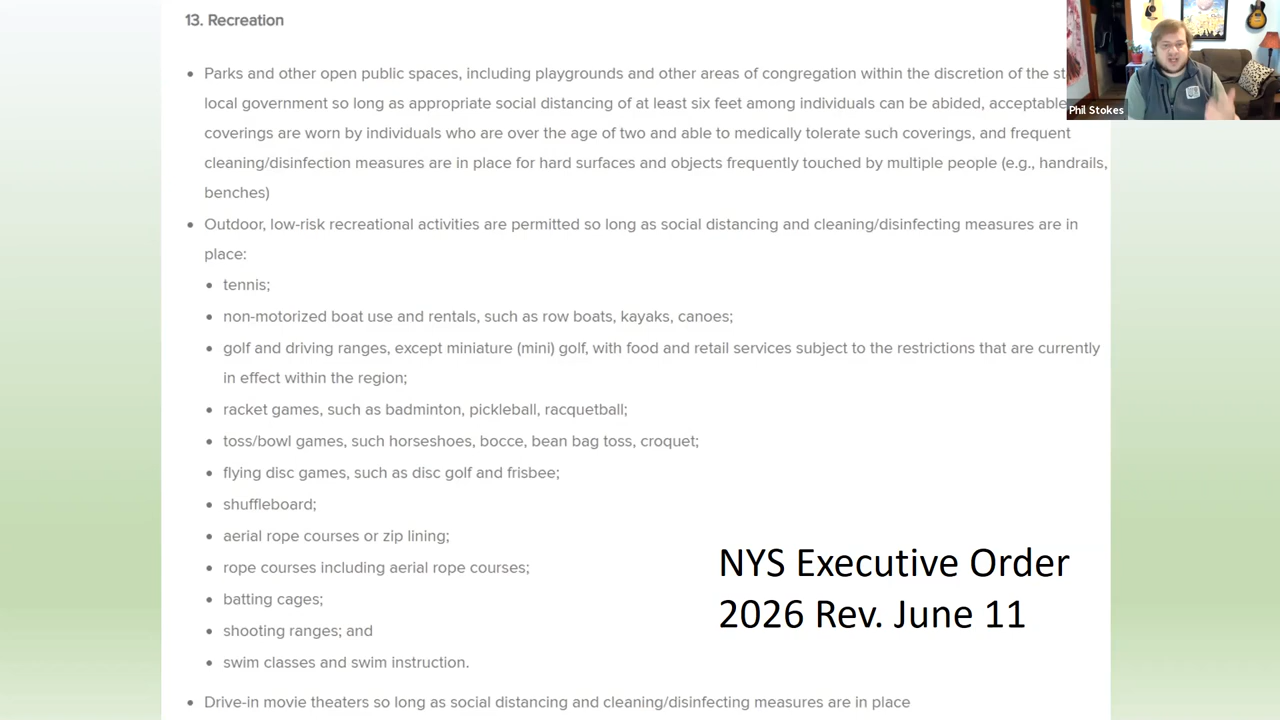 13. Recreation
Parks and other open public spaces, including playgrounds and other areas of congregation within the discretion of the
local government so long as appropriate social distancing of at least six feet among individuals can be abided, acceptable
coverings are worn by individuals who are over the age of two and able to medically tolerate such coverings, and frequent
cleaning/disinfection measures are in place for hard surfaces and objects frequently touched by multiple people (e.g., handrails,
benches)
Outdoor, low-risk recreational activities are permitted so long as social distancing and cleaning/disinfecting measures are in
place:
tennis;
non-motorized boat use and rentals, such as row boats, kayaks, canoes;
golf and driving ranges, except miniature (mini) golf, with food and retail services subject to the restrictions that are currently
in effect within the region;
racket games, such as badminton, pickleball, racquetball;
toss/bowl games, such horseshoes, bocce, bean bag toss, croquet;
flying disc games, such as disc golf and frisbee;
shuffleboard;
aerial rope courses or zip lining;
rope courses including aerial rope courses;
batting cages;
shooting ranges; and
swim classes and swim instruction.
Drive-in movie theaters so long as social distancing and cleaning/disinfecting measures are in place
NYS Executive Order
2026 Rev. June 11
Phil Stokes